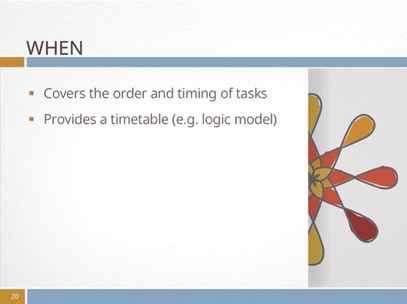 WHEN
▪ Covers the order and timing of tasks
▪ Provides a timetable (e.g. logic model)
20